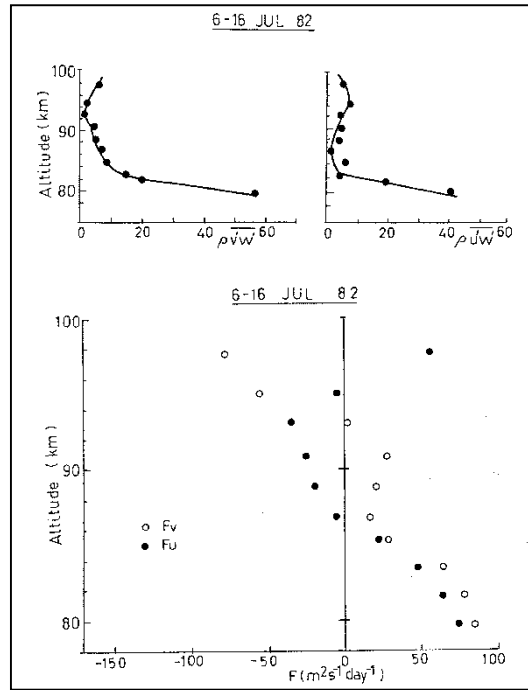 6-16 JUL 82
100
90
80
Altitude (km)
0 20 40 60
ρv'w'
0 20 40 60
ρu'w'
6-16 JUL 82
100
90
80
Altitude (km)
○ Fv
● Fu
-150 -100 -50 0 50 100
F(m²s⁻¹day⁻¹)